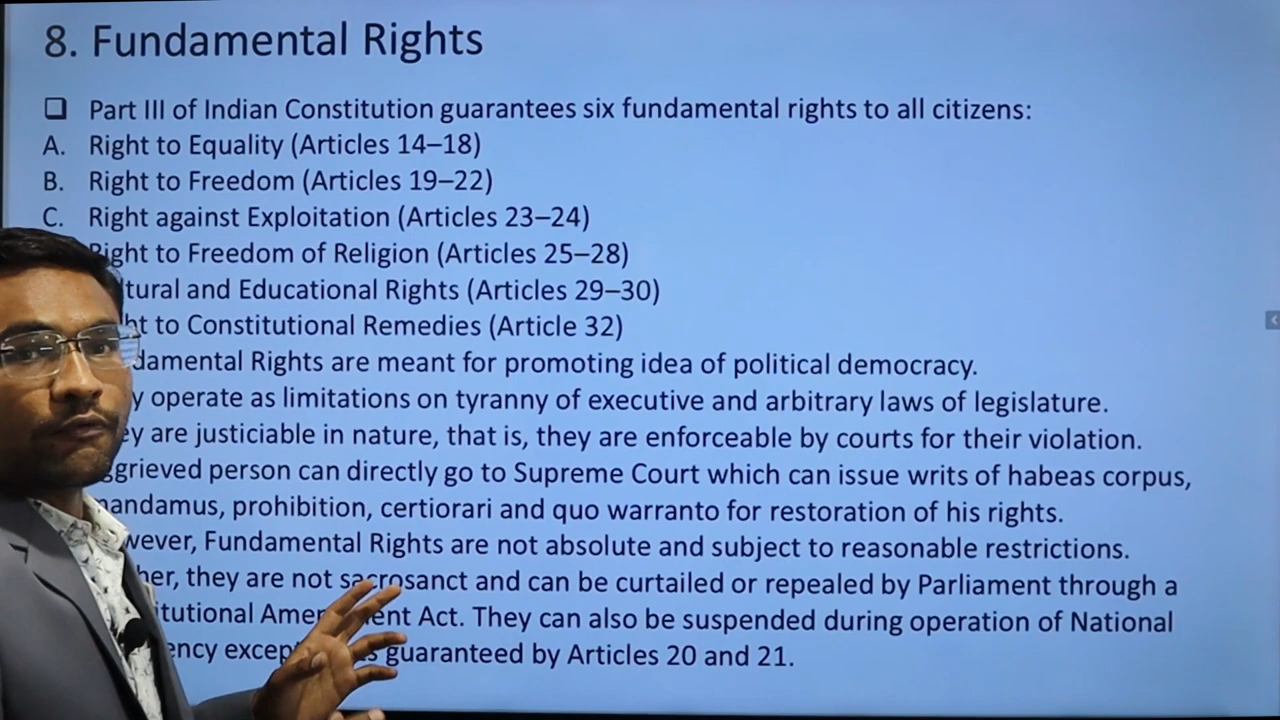 8. Fundamental Rights
Part III of Indian Constitution guarantees six fundamental rights to all citizens:
A. Right to Equality (Articles 14–18)
B. Right to Freedom (Articles 19–22)
C. Right against Exploitation (Articles 23–24)
Right to Freedom of Religion (Articles 25–28)
tural and Educational Rights (Articles 29–30)
ht to Constitutional Remedies (Article 32)
damental Rights are meant for promoting idea of political democracy.
y operate as limitations on tyranny of executive and arbitrary laws of legislature.
ey are justiciable in nature, that is, they are enforceable by courts for their violation.
ggrieved person can directly go to Supreme Court which can issue writs of habeas corpus,
mandamus, prohibition, certiorari and quo warranto for restoration of his rights.
wever, Fundamental Rights are not absolute and subject to reasonable restrictions.
her, they are not sacrosanct and can be curtailed or repealed by Parliament through a
itutional Amendment Act. They can also be suspended during operation of National
ency except guaranteed by Articles 20 and 21.